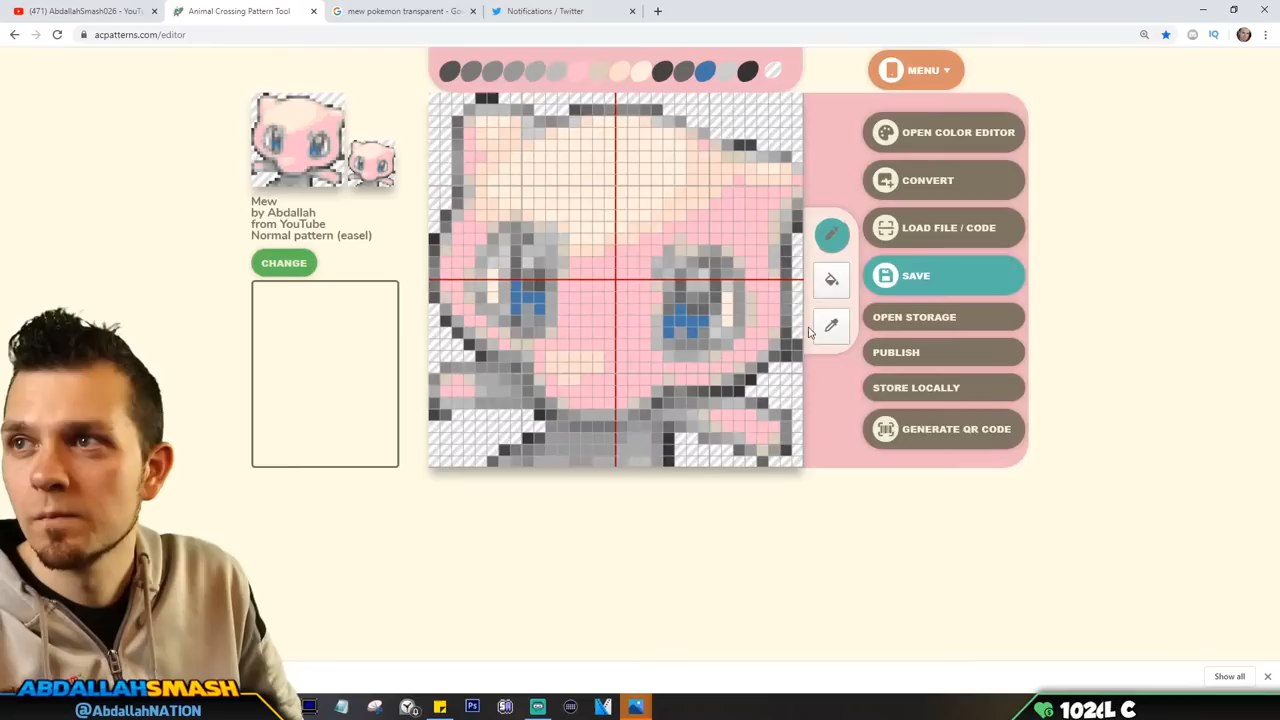 (471) AbdallahSmash026 - YouTu
Animal Crossing Pattern Tool
mew pokemon transparent - Go
Notifications / Twitter
acpatterns.com/editor
IQ
MENU
Mew
by Abdallah
from YouTube
Normal pattern (easel)
CHANGE
OPEN COLOR EDITOR
CONVERT
LOAD FILE / CODE
SAVE
OPEN STORAGE
PUBLISH
STORE LOCALLY
GENERATE QR CODE
Show all
ABDALLAHSMASH
@AbdallahNATION
Ps